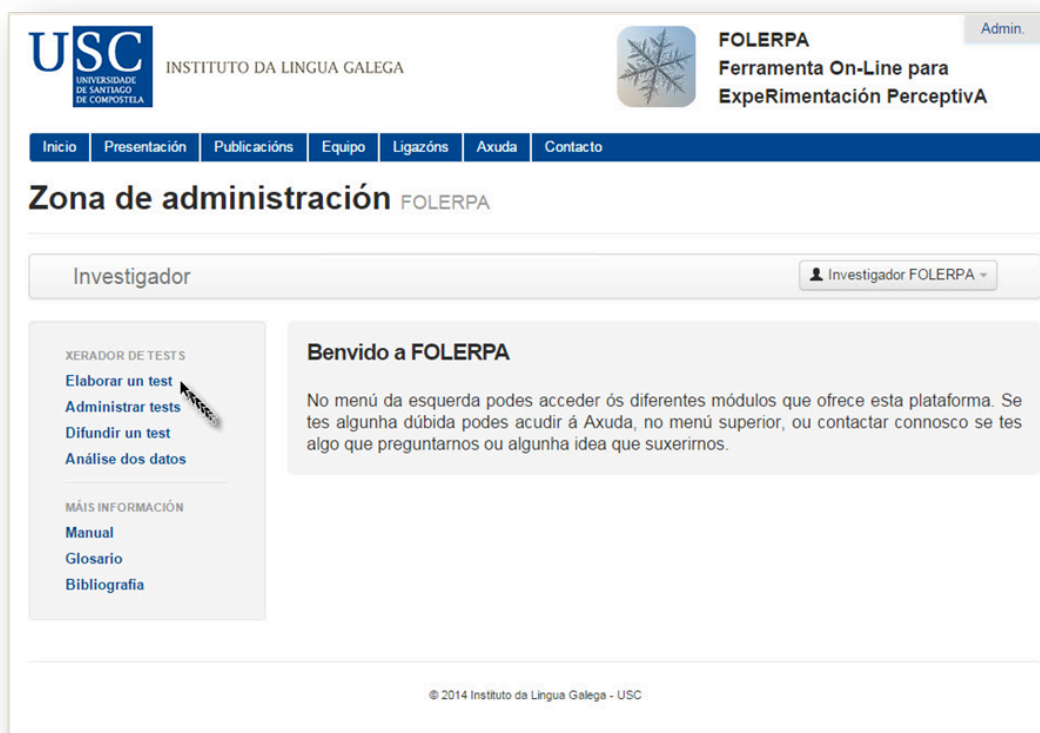 USC
UNIVERSIDADE
DE SANTIAGO
DE COMPOSTELA
INSTITUTO DA LINGUA GALEGA
FOLERPA
Ferramenta On-Line para
ExpeRimentación PerceptivA
Admin.
Inicio Presentación Publicacións Equipo Ligazóns Axuda Contacto
Zona de administración FOLERPA
Investigador
Investigador FOLERPA
XERADOR DE TESTS
Elaborar un test
Administrar tests
Difundir un test
Análise dos datos
MÁIS INFORMACIÓN
Manual
Glosario
Bibliografía
Benvido a FOLERPA
No menú da esquerda podes acceder ós diferentes módulos que ofrece esta plataforma. Se
tes algunha dúbida podes acudir á Axuda, no menú superior, ou contactar connosco se tes
algo que preguntarnos ou algunha idea que suxerirnos.
© 2014 Instituto da Lingua Galega - USC